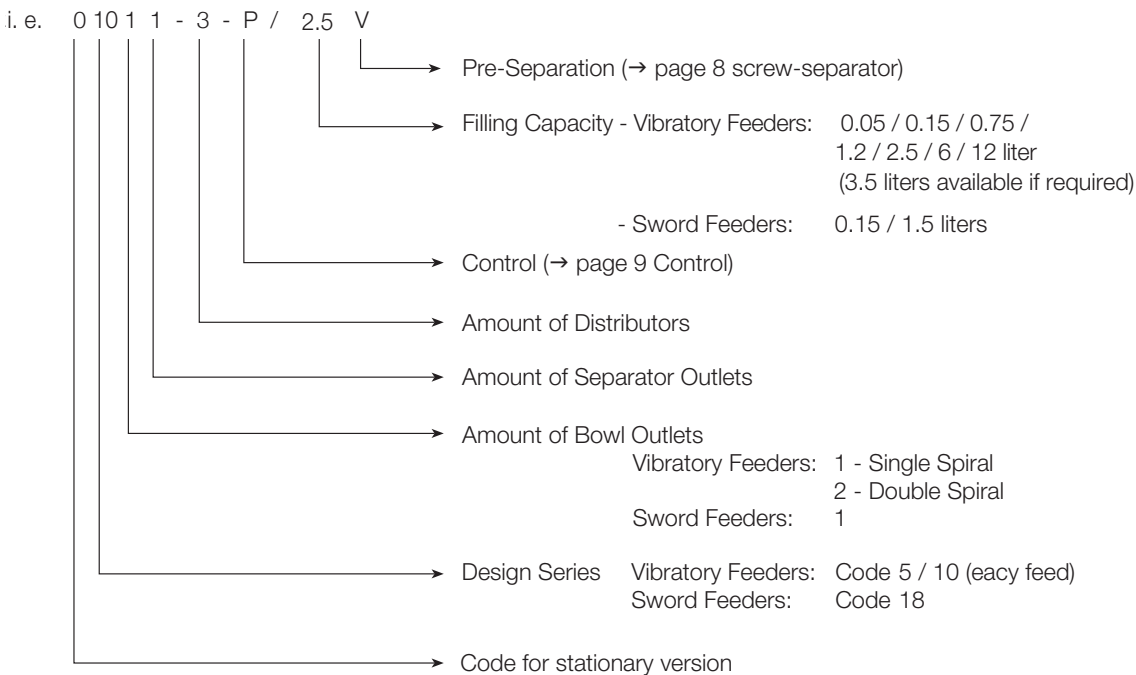 .i. e. 0 10 1 1 - 3 - P / 2.5 V
Pre-Separation (→ page 8 screw-separator)
Filling Capacity - Vibratory Feeders: 0.05 / 0.15 / 0.75 /
1.2 / 2.5 / 6 / 12 liter
(3.5 liters available if required)
- Sword Feeders: 0.15 / 1.5 liters
Control (→ page 9 Control)
Amount of Distributors
Amount of Separator Outlets
Amount of Bowl Outlets
Vibratory Feeders: 1 - Single Spiral
2 - Double Spiral
Sword Feeders: 1
Design Series Vibratory Feeders: Code 5 / 10 (eacy feed)
Sword Feeders: Code 18
Code for stationary version